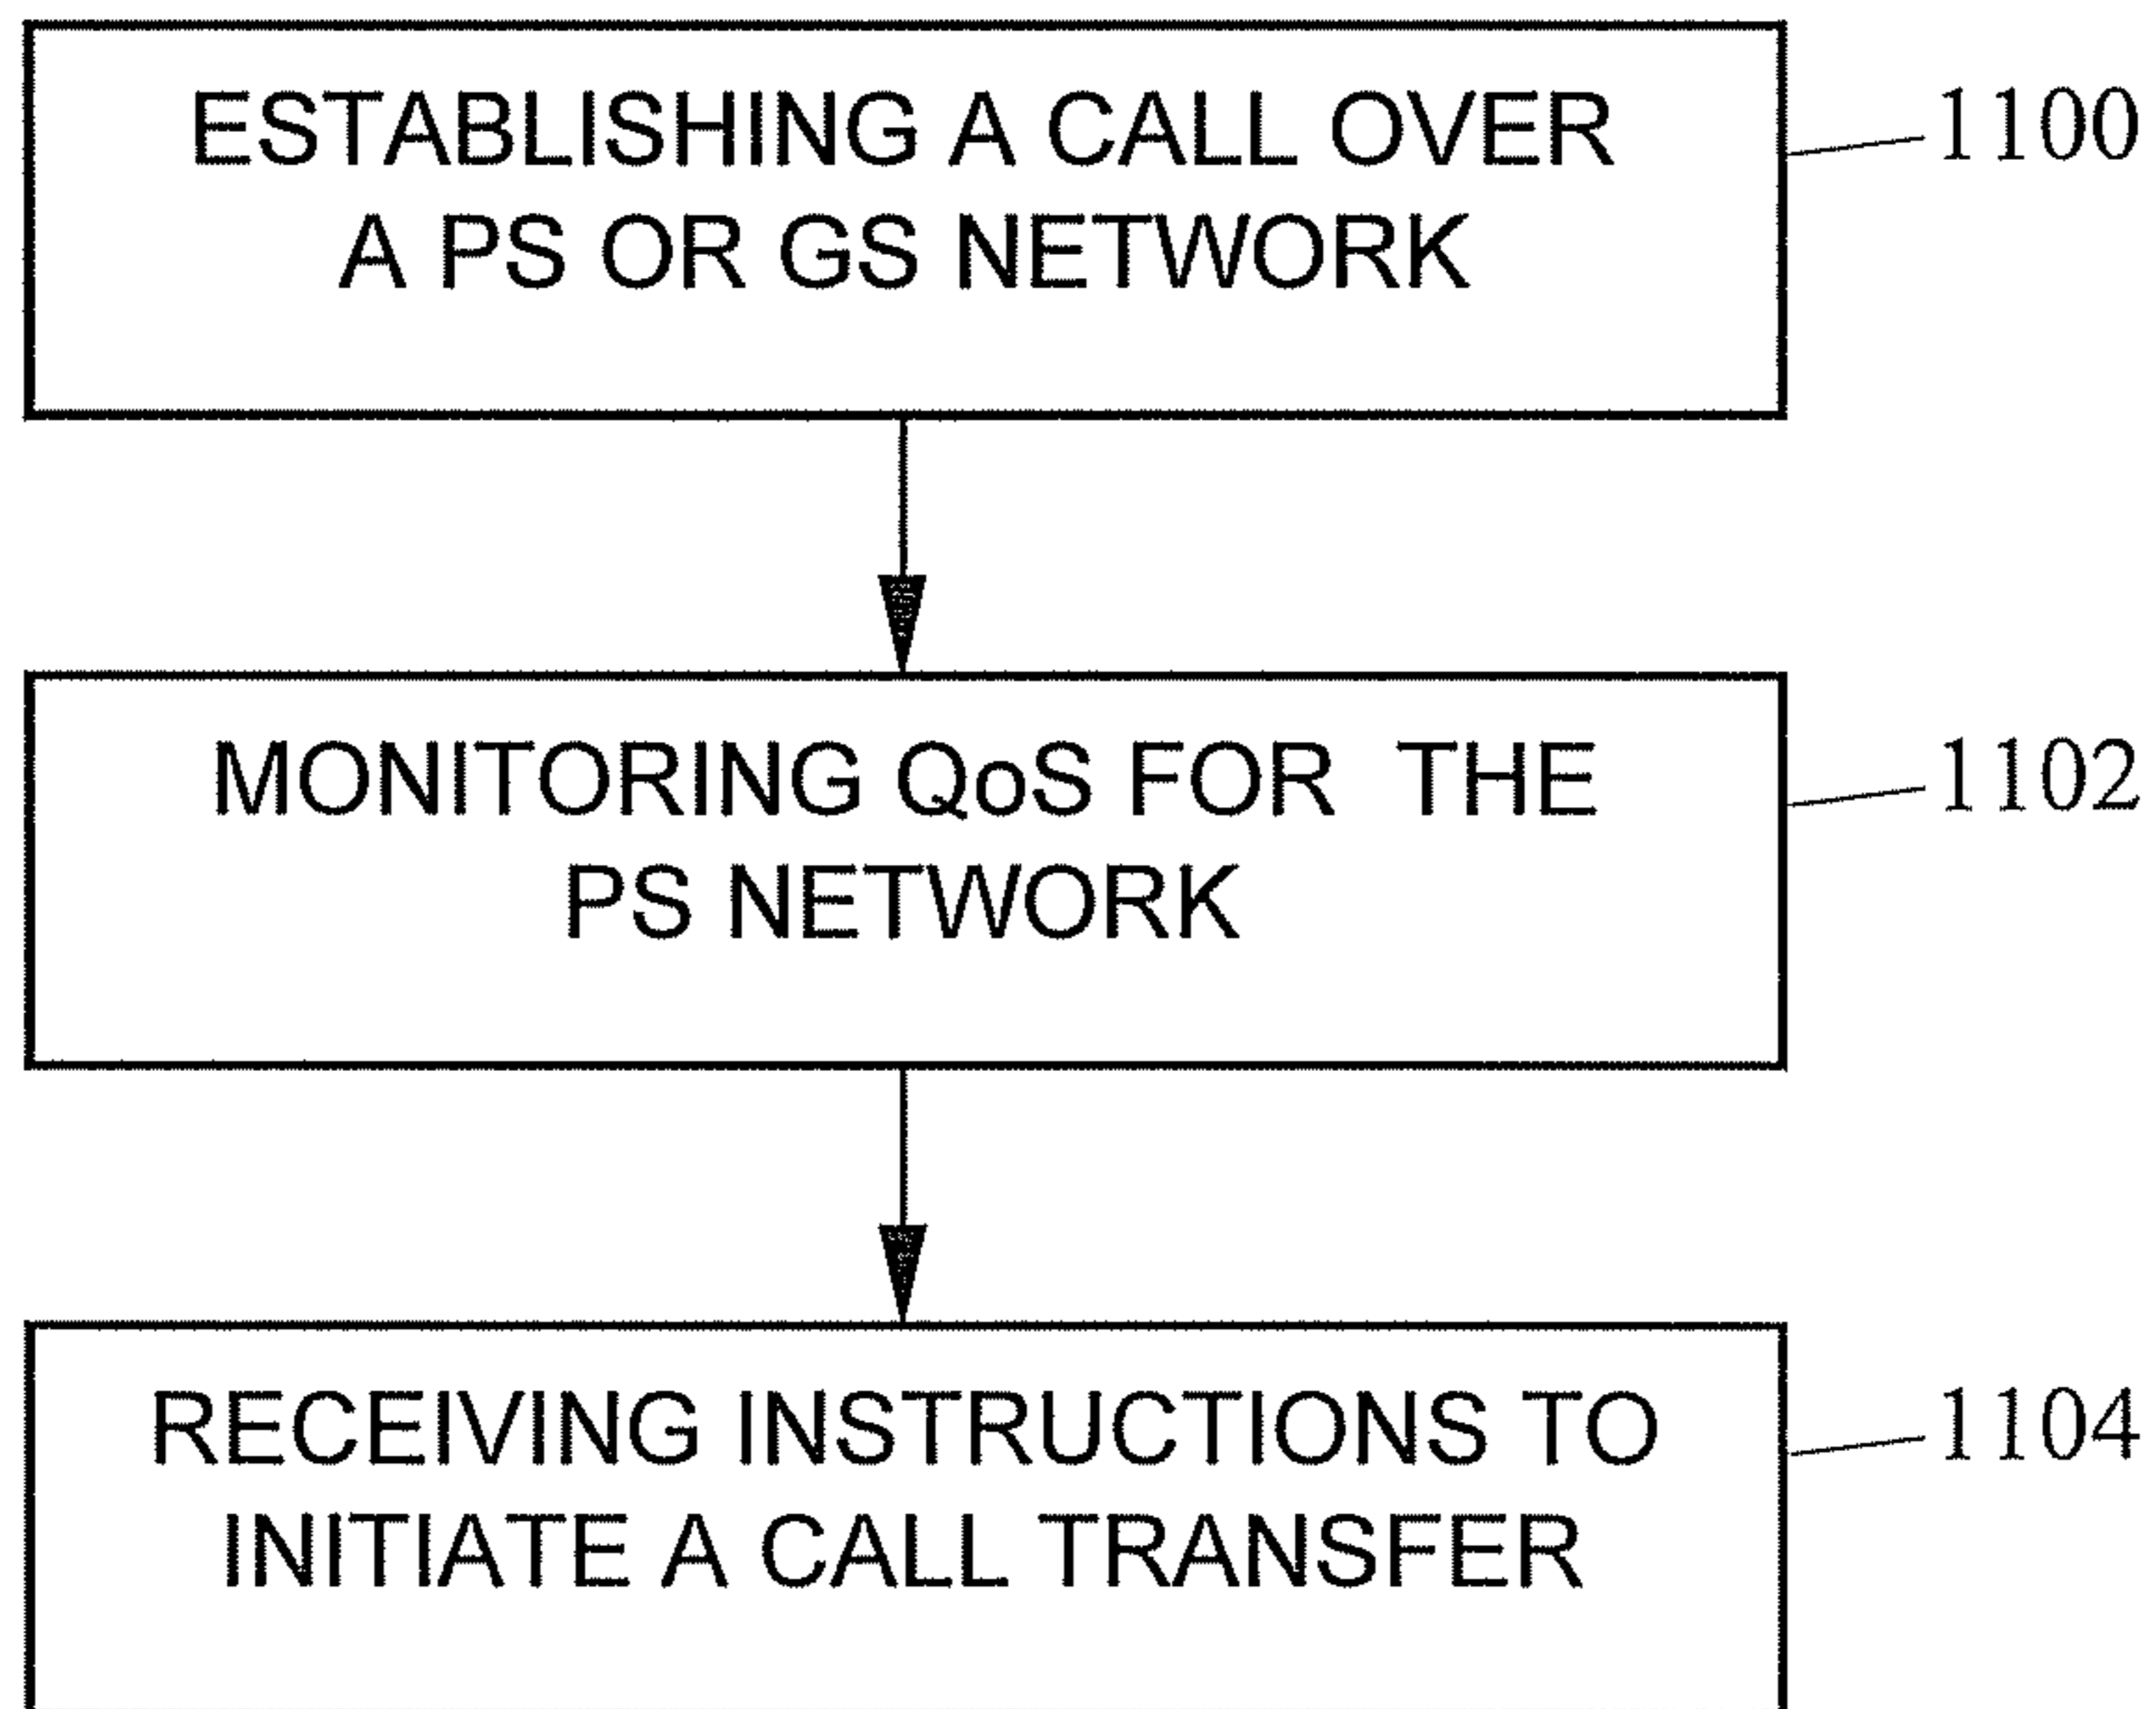 ESTABLISHING A CALL OVER
A PS OR GS NETWORK
1100
MONITORING QoS FOR THE
PS NETWORK
1102
RECEIVING INSTRUCTIONS TO
INITIATE A CALL TRANSFER
1104